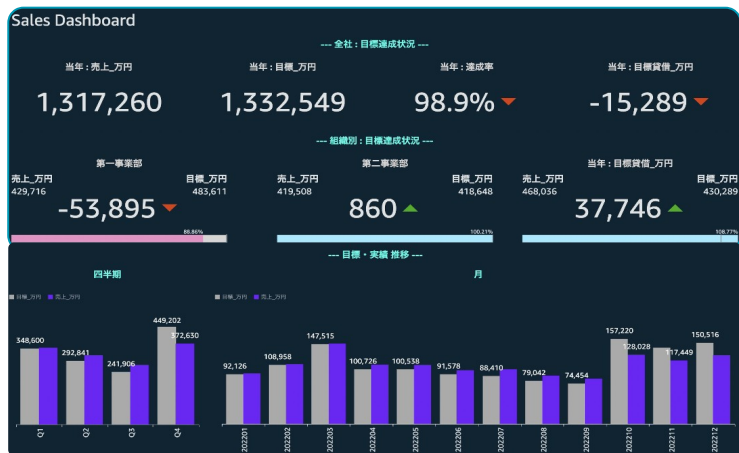 Sales Dashboard
--- 全社 : 目標達成状況 ---
当年 : 売上_万円 当年 : 目標_万円 当年 : 達成率 当年 : 目標貸借_万円
1,317,260 1,332,549 98.9% -15,289
--- 組織別 : 目標達成状況 ---
第一事業部 第二事業部 当年 : 目標貸借_万円
売上_万円 目標_万円 売上_万円 目標_万円 売上_万円 目標_万円
429,716 483,611 419,508 418,648 468,036 430,289
-53,895 860 37,746
88.86% 100.21% 108.77%
--- 目標・実績 推移 ---
四半期 月
目標_万円 売上_万円 目標_万円 売上_万円
348,600 292,841 241,906 449,202 372,630
92,126 108,958 147,515 100,726 100,538 91,578 88,410 79,042 74,454 157,220 128,028 117,449 150,516
Q1 Q2 Q3 Q4
202201 202202 202203 202204 202205 202206 202207 202208 202209 202210 202211 202212